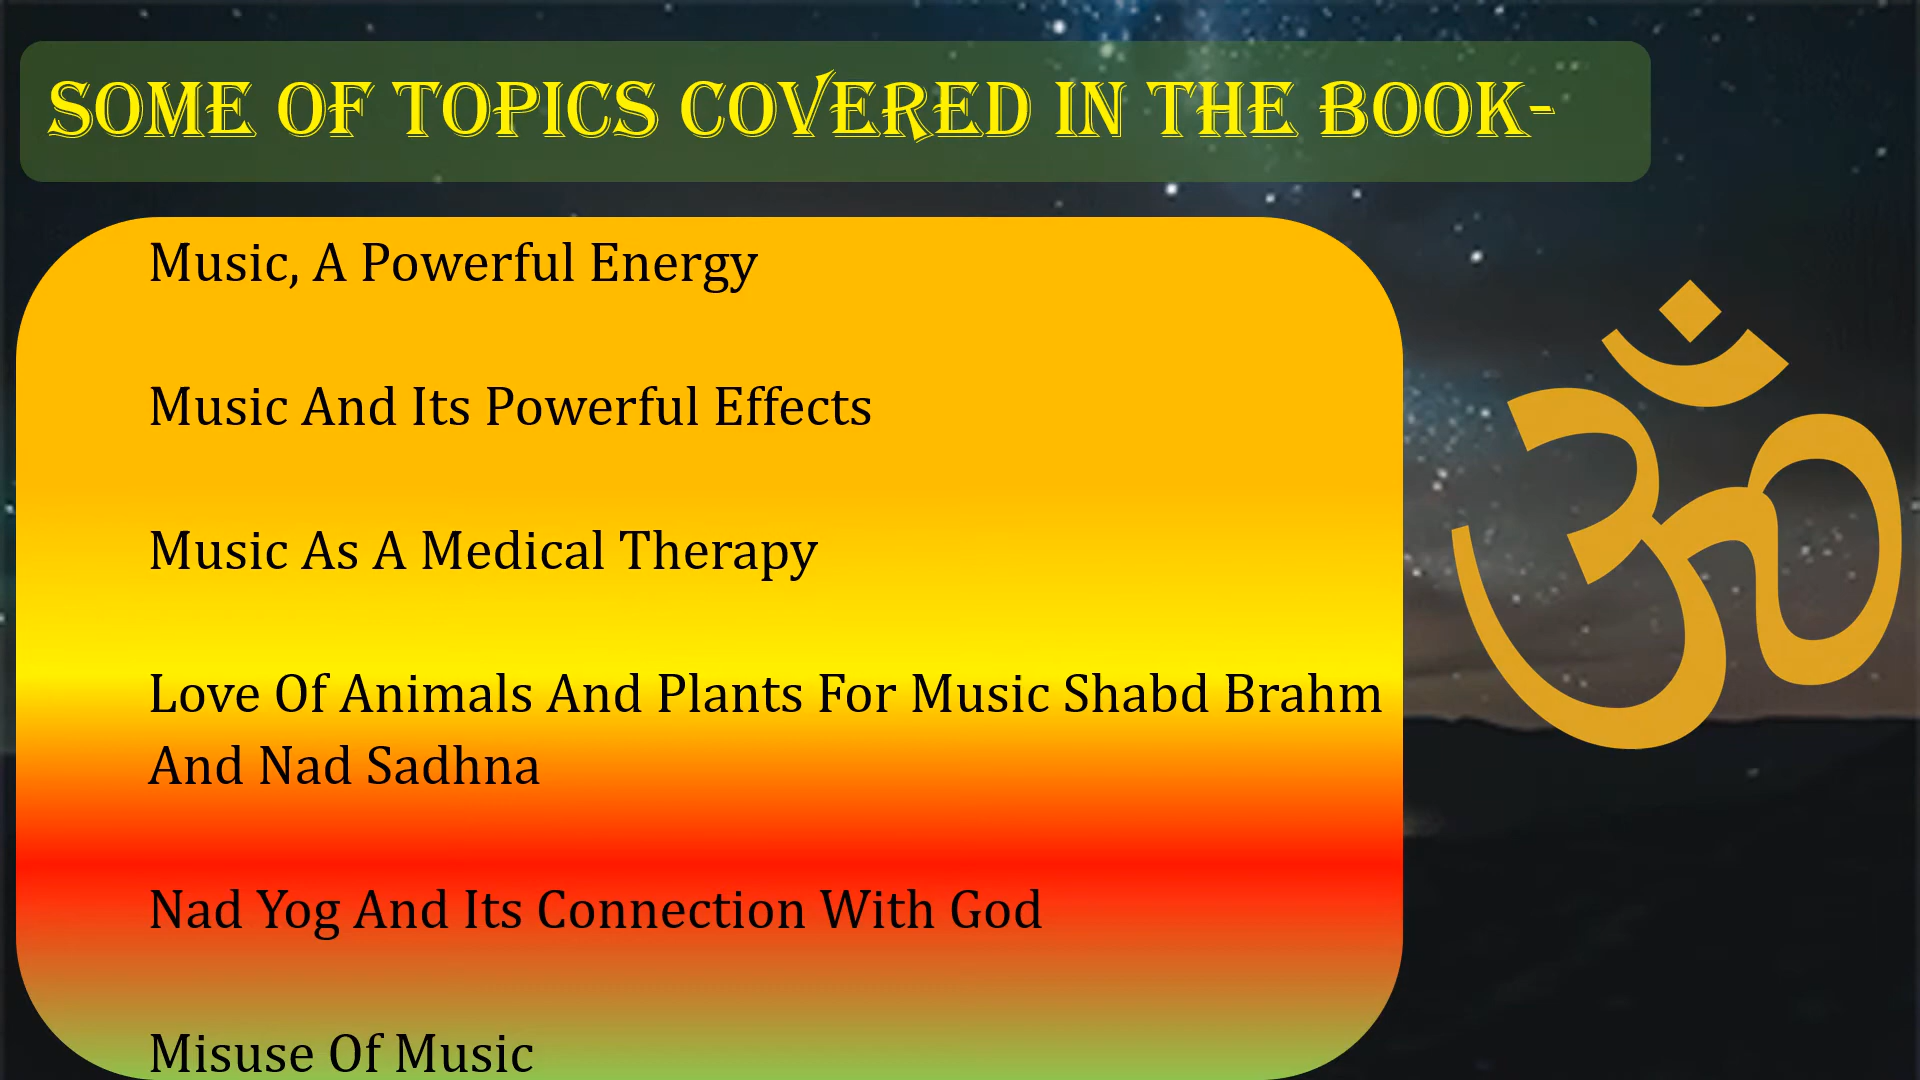 SOME OF TOPICS COVERED IN THE BOOK-
Music, A Powerful Energy
Music And Its Powerful Effects
Music As A Medical Therapy
Love Of Animals And Plants For Music Shabd Brahm
And Nad Sadhna
Nad Yog And Its Connection With God
Misuse Of Music
ॐ